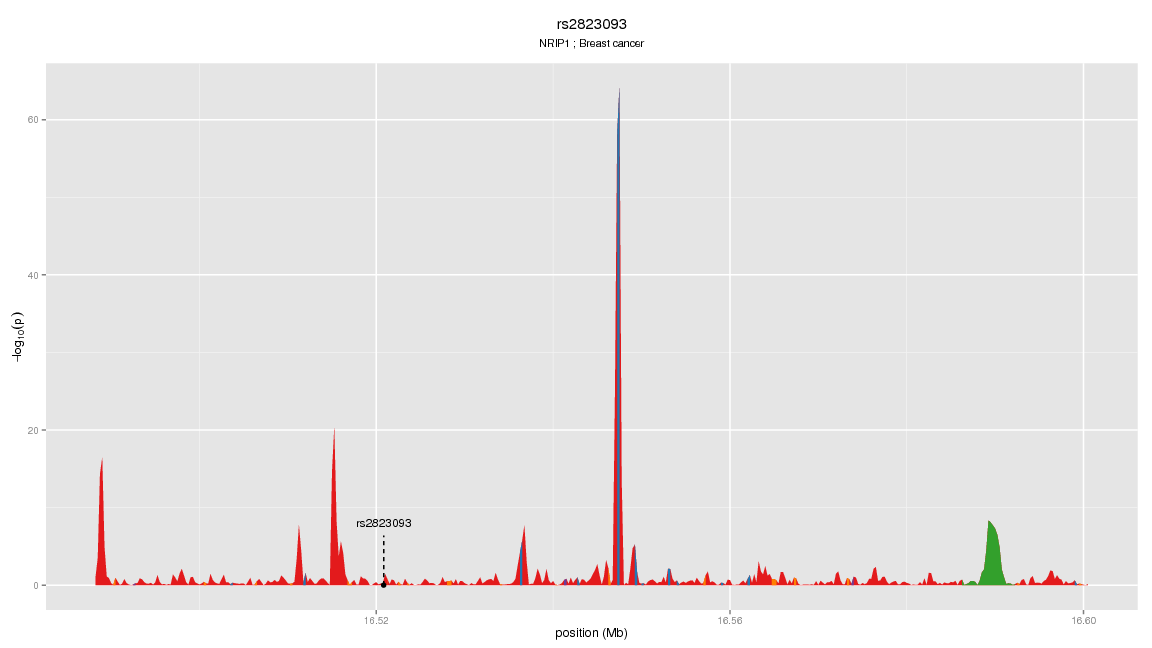 rs2823093
NRIP1 ; Breast cancer
60
40
20
0
−log10(p)
rs2823093
16.52
16.56
16.60
position (Mb)